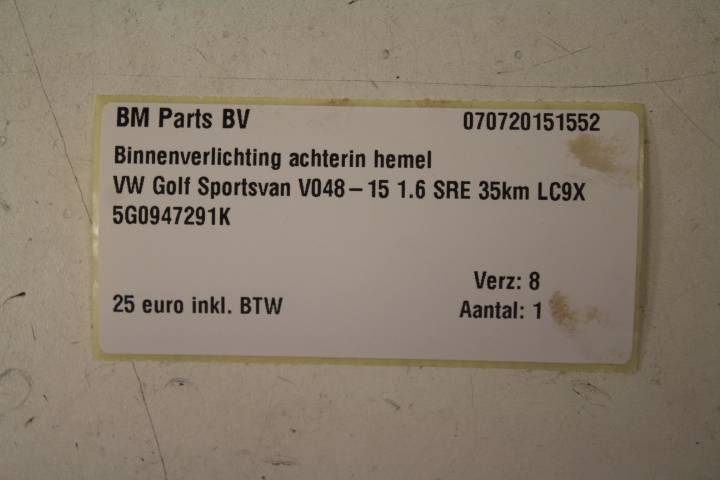 BM Parts BV 070720151552
Binnenverlichting achterin hemel
VW Golf Sportsvan V048-15 1.6 SRE 35km LC9X
5G0947291K
Verz: 8
25 euro inkl. BTW Aantal: 1